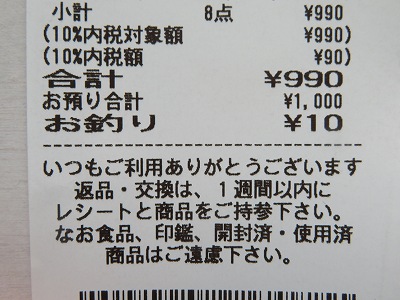 小計 8点 ¥990
(10%内税対象額 ¥990)
(10%内税額 ¥90)
合計 ¥990
お預り合計 ¥1,000
お釣り ¥10
いつもご利用ありがとうございます
返品・交換は、1週間以内に
レシートと商品をご持参下さい。
なお食品、印鑑、開封済・使用済
商品はご遠慮下さい。